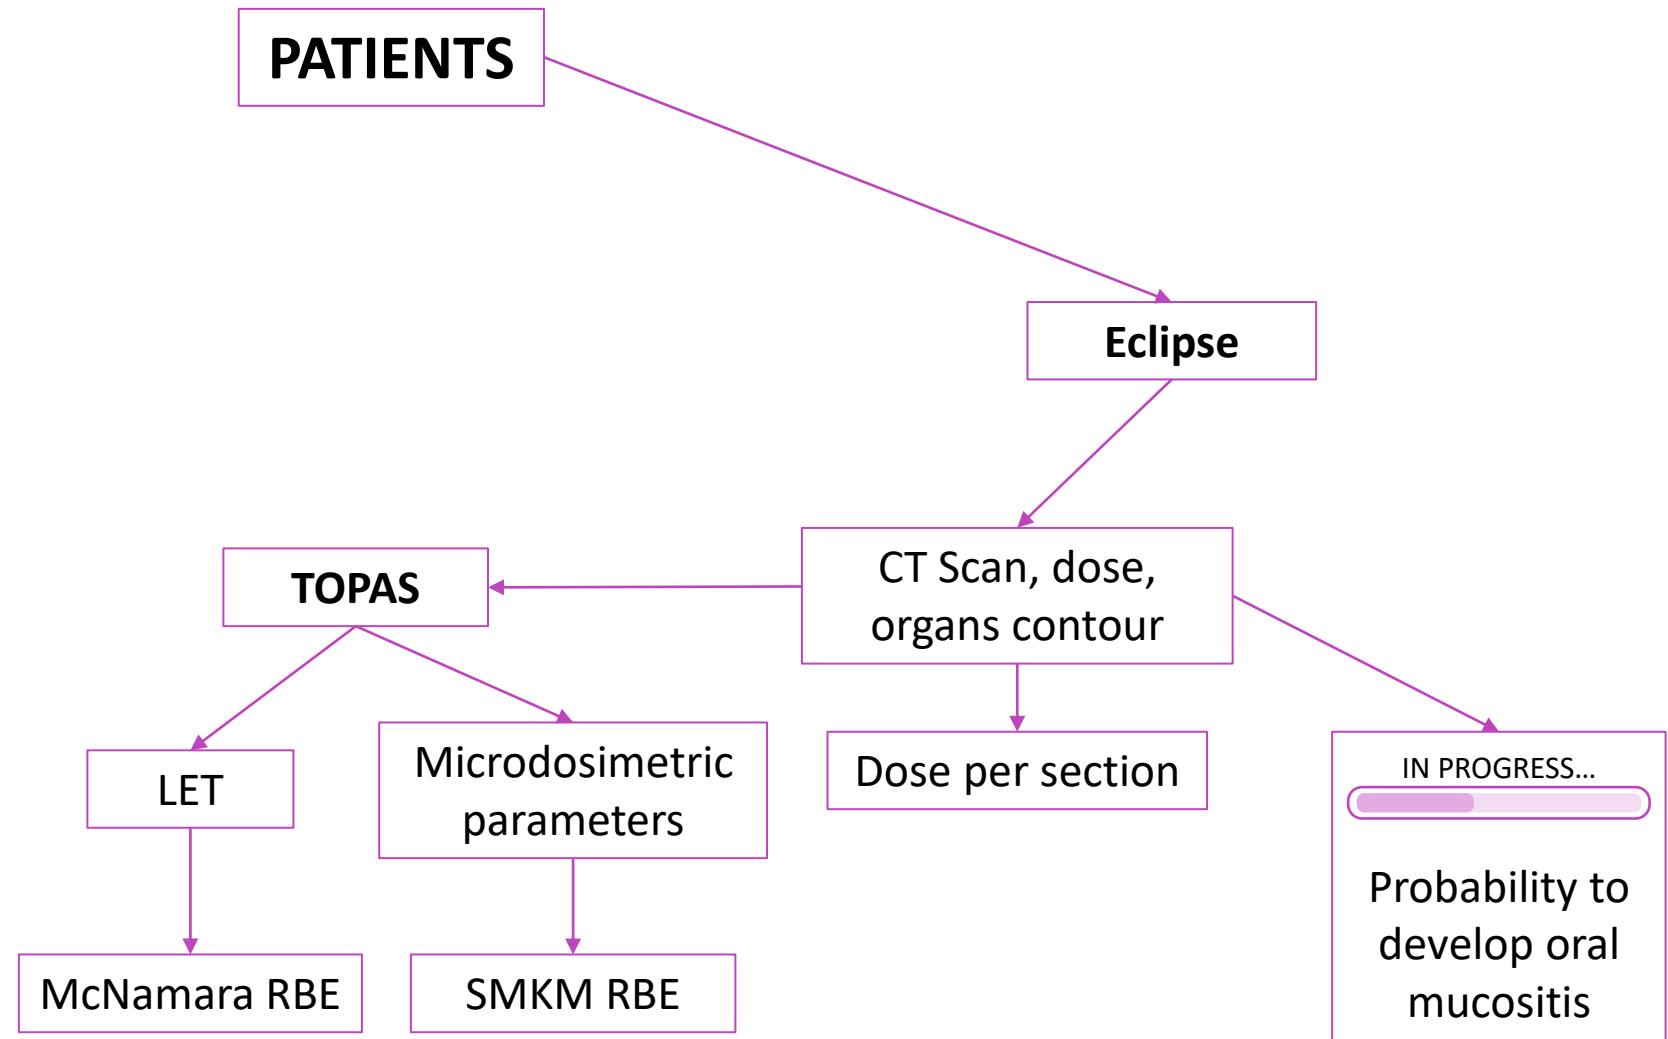 PATIENTS
Eclipse
CT Scan, dose,
organs contour
TOPAS
LET
Microdosimetric
parameters
Dose per section
IN PROGRESS...
Probability to
develop oral
mucositis
McNamara RBE
SMKM RBE